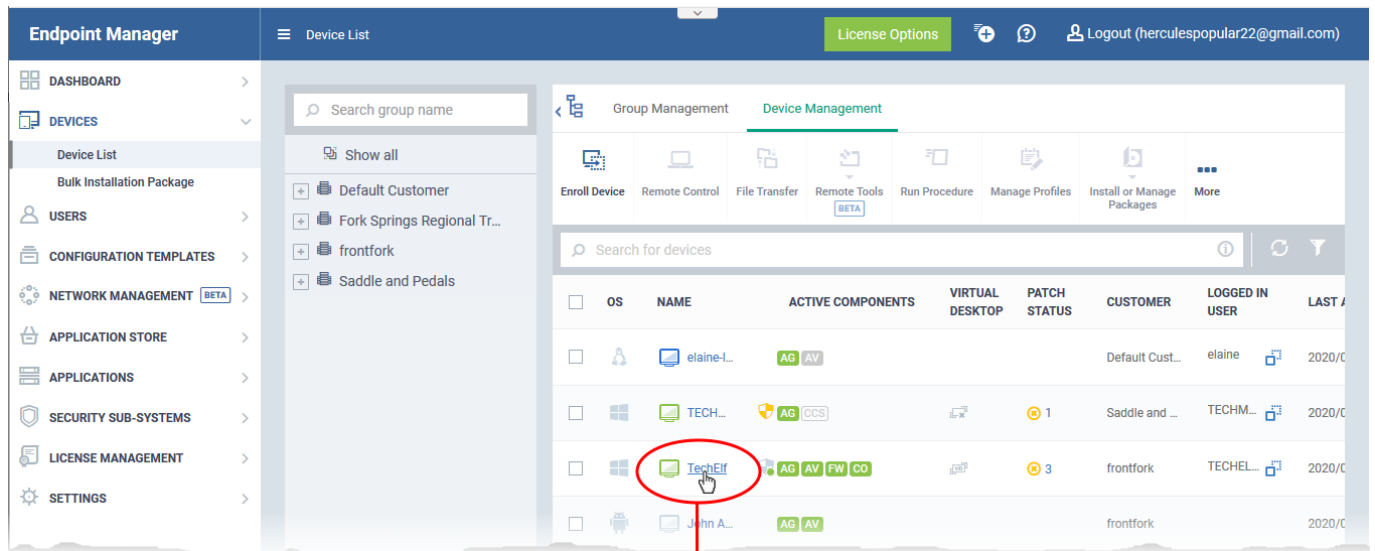 Endpoint Manager
Device List
License Options
Logout (herculespopular22@gmail.com)
DASHBOARD
DEVICES
Device List
Bulk Installation Package
USERS
CONFIGURATION TEMPLATES
NETWORK MANAGEMENT BETA
APPLICATION STORE
APPLICATIONS
SECURITY SUB-SYSTEMS
LICENSE MANAGEMENT
SETTINGS
Search group name
Show all
Default Customer
Fork Springs Regional Tr...
frontfork
Saddle and Pedals
Group Management Device Management
Enroll Device Remote Control File Transfer Remote Tools Run Procedure Manage Profiles Install or Manage More
BETA Packages
Search for devices
OS NAME ACTIVE COMPONENTS VIRTUAL PATCH CUSTOMER LOGGED IN LAST A
DESKTOP STATUS USER
elaine-l... AG AV Default Cust... elaine 2020/0
TECH... AG CCS 1 Saddle and ... TECHM... 2020/0
TechElf AG AV FW CO 3 frontfork TECHEL... 2020/0
John A... AG AV frontfork 2020/0